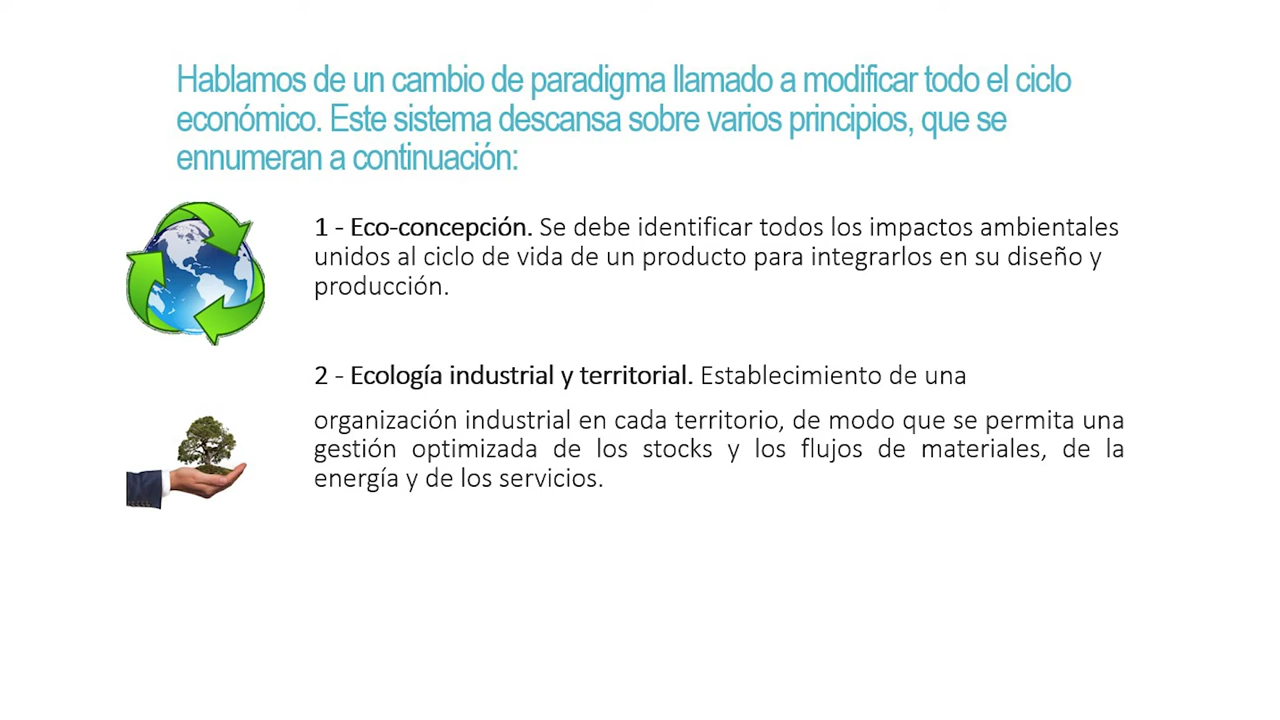 Hablamos de un cambio de paradigma llamado a modificar todo el ciclo
económico. Este sistema descansa sobre varios principios, que se
ennumeran a continuación:
1 - Eco-concepción. Se debe identificar todos los impactos ambientales
unidos al ciclo de vida de un producto para integrarlos en su diseño y
producción.
2 - Ecología industrial y territorial. Establecimiento de una
organización industrial en cada territorio, de modo que se permita una
gestión optimizada de los stocks y los flujos de materiales, de la
energía y de los servicios.